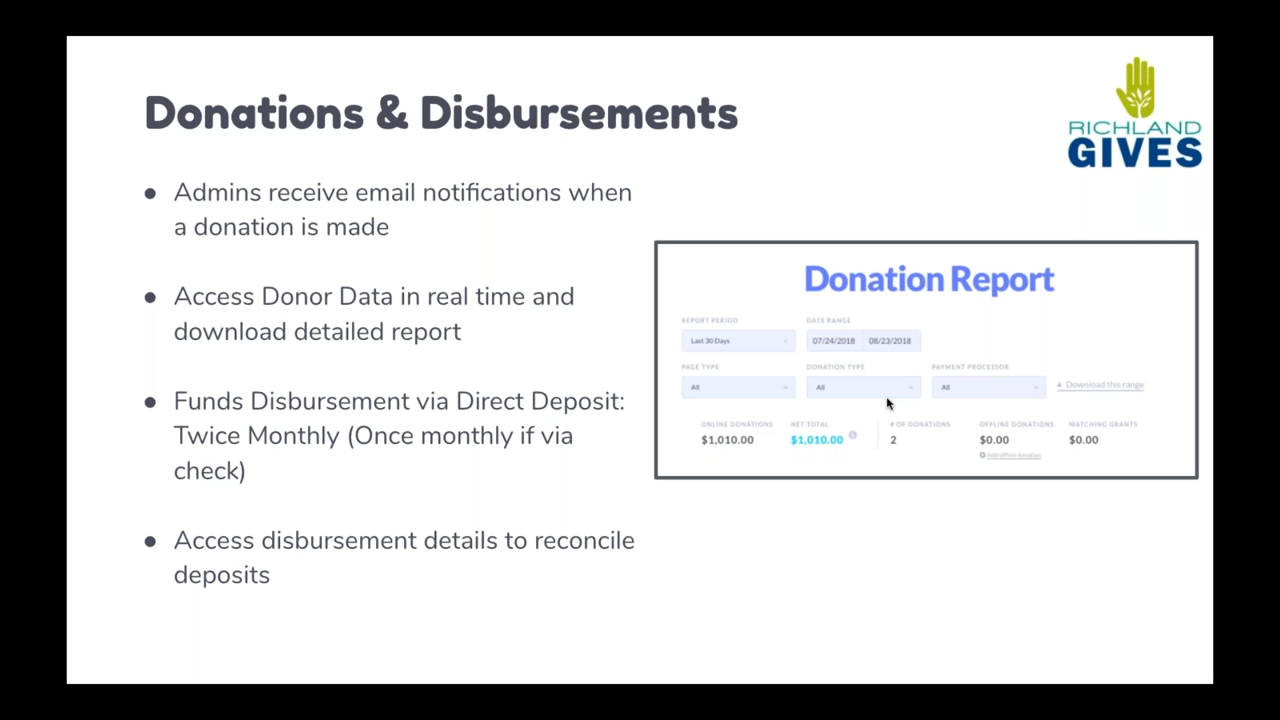 Donations & Disbursements
RICHLAND
GIVES
● Admins receive email notifications when
a donation is made
● Access Donor Data in real time and
download detailed report
● Funds Disbursement via Direct Deposit:
Twice Monthly (Once monthly if via
check)
● Access disbursement details to reconcile
deposits
Donation Report
REPORT PERIOD DATE RANGE
Last 30 Days 07/24/2018 08/23/2018
PAGE TYPE DONATION TYPE PAYMENT PROCESSOR
All All All Download this range
ONLINE DONATIONS NET TOTAL # OF DONATIONS OFFLINE DONATIONS MATCHING GRANTS
$1,010.00 $1,010.00 2 $0.00 $0.00
Add offline donation